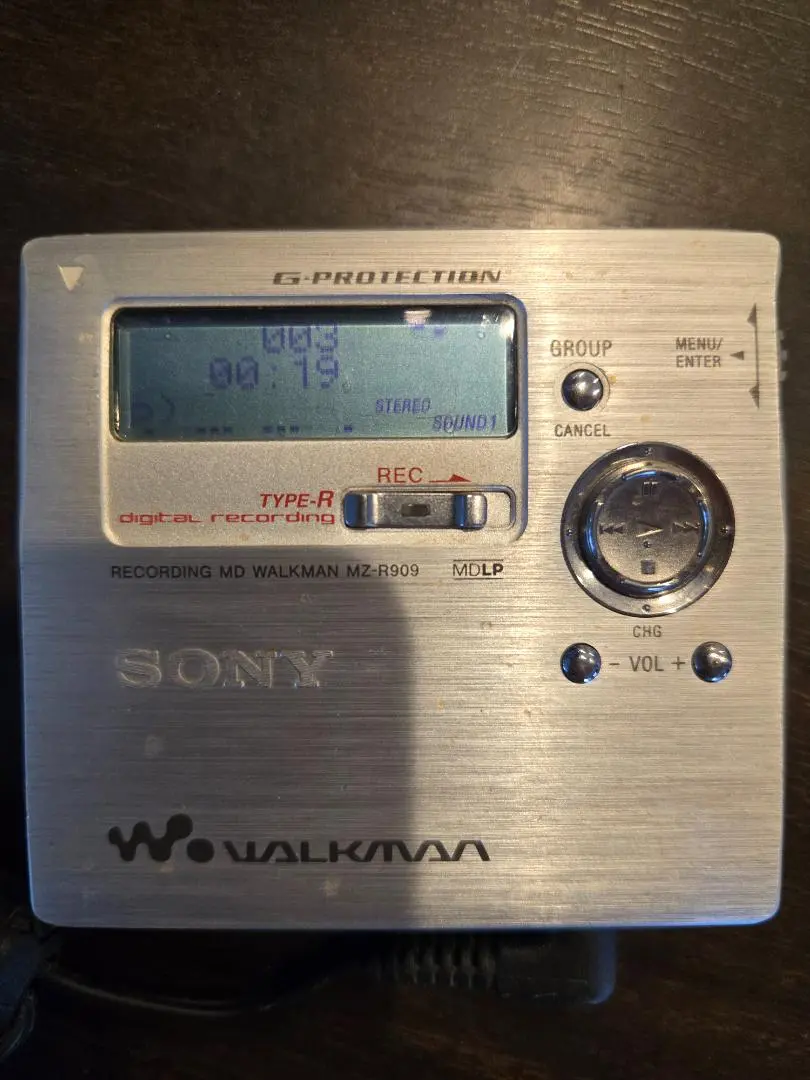 G-PROTECTION
003
00:19
STEREO
SOUND1
GROUP
MENU/
ENTER
CANCEL
REC
TYPE-R
digital recording
RECORDING MD WALKMAN MZ-R909 MDLP
CHG
- VOL +
SONY
WALKMAN